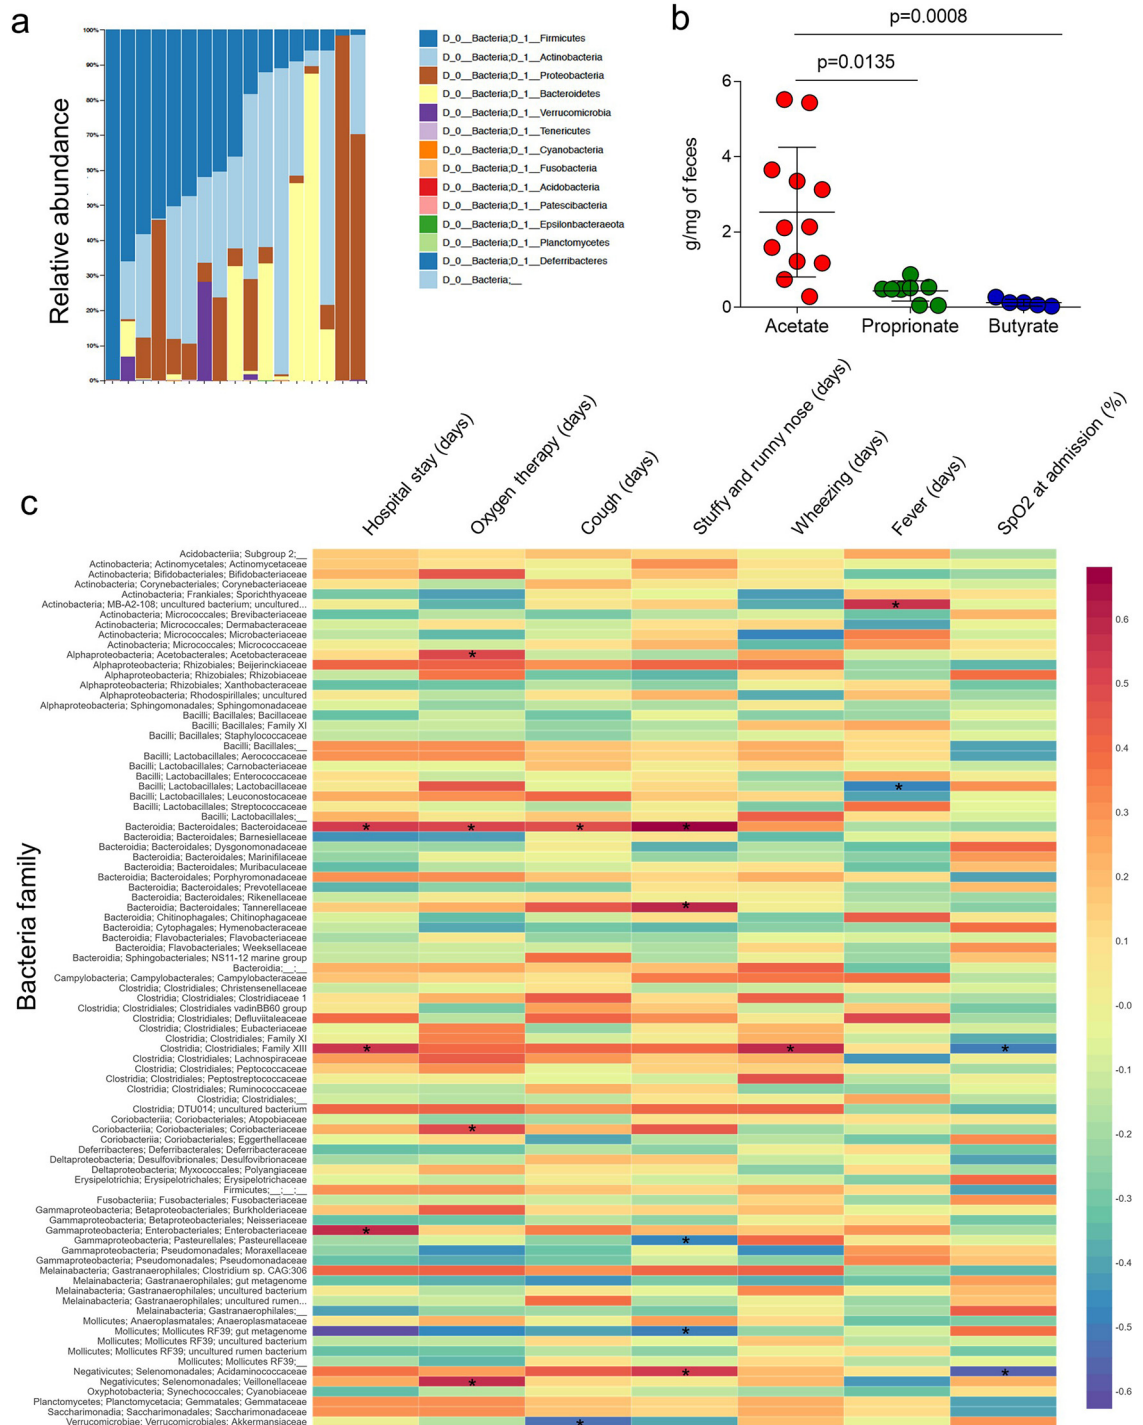 a
Relative abundance
100%
90%
80%
70%
60%
50%
40%
30%
20%
10%
0%
D_0__Bacteria;D_1__Firmicutes
D_0__Bacteria;D_1__Actinobacteria
D_0__Bacteria;D_1__Proteobacteria
D_0__Bacteria;D_1__Bacteroidetes
D_0__Bacteria;D_1__Verrucomicrobia
D_0__Bacteria;D_1__Tenericutes
D_0__Bacteria;D_1__Cyanobacteria
D_0__Bacteria;D_1__Fusobacteria
D_0__Bacteria;D_1__Acidobacteria
D_0__Bacteria;D_1__Patescibacteria
D_0__Bacteria;D_1__Epsilonbacteraeota
D_0__Bacteria;D_1__Planctomycetes
D_0__Bacteria;D_1__Deferribacteres
D_0__Bacteria;__
b
p=0.0008
p=0.0135
g/mg of feces
6
4
2
0
Acetate
Proprionate
Butyrate
c
Hospital stay (days)
Oxygen therapy (days)
Cough (days)
Stuffy and runny nose (days)
Wheezing (days)
Fever (days)
SpO2 at admission (%)
Bacteria family
Acidobacteriia; Subgroup 2;__
Actinobacteria; Actinomycetales; Actinomycetaceae
Actinobacteria; Bifidobacteriales; Bifidobacteriaceae
Actinobacteria; Corynebacteriales; Corynebacteriaceae
Actinobacteria; Frankiales; Sporichthyaceae
Actinobacteria; MB-A2-108; uncultured bacterium; uncultured...
Actinobacteria; Micrococcales; Brevibacteriaceae
Actinobacteria; Micrococcales; Dermabacteraceae
Actinobacteria; Micrococcales; Microbacteriaceae
Actinobacteria; Micrococcales; Micrococcaceae
Alphaproteobacteria; Acetobacterales; Acetobacteraceae
Alphaproteobacteria; Rhizobiales; Beijerinckiaceae
Alphaproteobacteria; Rhizobiales; Rhizobiaceae
Alphaproteobacteria; Rhizobiales; Xanthobacteraceae
Alphaproteobacteria; Rhodospirillales; uncultured
Alphaproteobacteria; Sphingomonadales; Sphingomonadaceae
Bacilli; Bacillales; Bacillaceae
Bacilli; Bacillales; Family XI
Bacilli; Bacillales; Staphylococcaceae
Bacilli; Bacillales;__
Bacilli; Lactobacillales; Aerococcaceae
Bacilli; Lactobacillales; Carnobacteriaceae
Bacilli; Lactobacillales; Enterococcaceae
Bacilli; Lactobacillales; Lactobacillaceae
Bacilli; Lactobacillales; Leuconostocaceae
Bacilli; Lactobacillales; Streptococcaceae
Bacilli; Lactobacillales;__
Bacteroidia; Bacteroidales; Bacteroidaceae
Bacteroidia; Bacteroidales; Barnesiellaceae
Bacteroidia; Bacteroidales; Dysgonomonadaceae
Bacteroidia; Bacteroidales; Marinifilaceae
Bacteroidia; Bacteroidales; Muribaculaceae
Bacteroidia; Bacteroidales; Porphyromonadaceae
Bacteroidia; Bacteroidales; Prevotellaceae
Bacteroidia; Bacteroidales; Rikenellaceae
Bacteroidia; Bacteroidales; Tannerellaceae
Bacteroidia; Chitinophagales; Chitinophagaceae
Bacteroidia; Cytophagales; Hymenobacteraceae
Bacteroidia; Flavobacteriales; Flavobacteriaceae
Bacteroidia; Flavobacteriales; Weeksellaceae
Bacteroidia; Sphingobacteriales; NS11-12 marine group
Bacteroidia;__;__
Campylobacteria; Campylobacterales; Campylobacteraceae
Clostridia; Clostridiales; Christensenellaceae
Clostridia; Clostridiales; Clostridiaceae 1
Clostridia; Clostridiales; Clostridiales vadinBB60 group
Clostridia; Clostridiales; Defluviitaleaceae
Clostridia; Clostridiales; Eubacteriaceae
Clostridia; Clostridiales; Family XI
Clostridia; Clostridiales; Family XIII
Clostridia; Clostridiales; Lachnospiraceae
Clostridia; Clostridiales; Peptococcaceae
Clostridia; Clostridiales; Peptostreptococcaceae
Clostridia; Clostridiales; Ruminococcaceae
Clostridia; Clostridiales;__
Clostridia; DTU014; uncultured bacterium
Coriobacteriia; Coriobacteriales; Atopobiaceae
Coriobacteriia; Coriobacteriales; Coriobacteriaceae
Coriobacteriia; Coriobacteriales; Eggerthellaceae
Deferribacteres; Deferribacterales; Deferribacteraceae
Deltaproteobacteria; Desulfovibrionales; Desulfovibrionaceae
Deltaproteobacteria; Myxococcales; Polyangiaceae
Erysipelotrichia; Erysipelotrichales; Erysipelotrichaceae
Firmicutes;__;__;__
Fusobacteriia; Fusobacteriales; Fusobacteriaceae
Gammaproteobacteria; Betaproteobacteriales; Burkholderiaceae
Gammaproteobacteria; Betaproteobacteriales; Neisseriaceae
Gammaproteobacteria; Enterobacteriales; Enterobacteriaceae
Gammaproteobacteria; Pasteurellales; Pasteurellaceae
Gammaproteobacteria; Pseudomonadales; Moraxellaceae
Gammaproteobacteria; Pseudomonadales; Pseudomonadaceae
Melainabacteria; Gastranaerophilales; Clostridium sp. CAG:306
Melainabacteria; Gastranaerophilales; gut metagenome
Melainabacteria; Gastranaerophilales; uncultured bacterium
Melainabacteria; Gastranaerophilales; uncultured rumen...
Melainabacteria; Gastranaerophilales;__
Mollicutes; Anaeroplasmatales; Anaeroplasmataceae
Mollicutes; Mollicutes RF39; gut metagenome
Mollicutes; Mollicutes RF39; uncultured bacterium
Mollicutes; Mollicutes RF39; uncultured rumen bacterium
Mollicutes; Mollicutes RF39;__
Negativicutes; Selenomonadales; Acidaminococcaceae
Negativicutes; Selenomonadales; Veillonellaceae
Oxyphotobacteria; Synechococcales; Cyanobiaceae
Planctomycetes; Planctomycetacia; Gemmatales; Gemmataceae
Saccharimonadia; Saccharimonadales; Saccharimonadaceae
Verrucomicrobiae; Verrucomicrobiales; Akkermansiaceae
0.6
0.5
0.4
0.3
0.2
0.1
-0.0
-0.1
-0.2
-0.3
-0.4
-0.5
-0.6